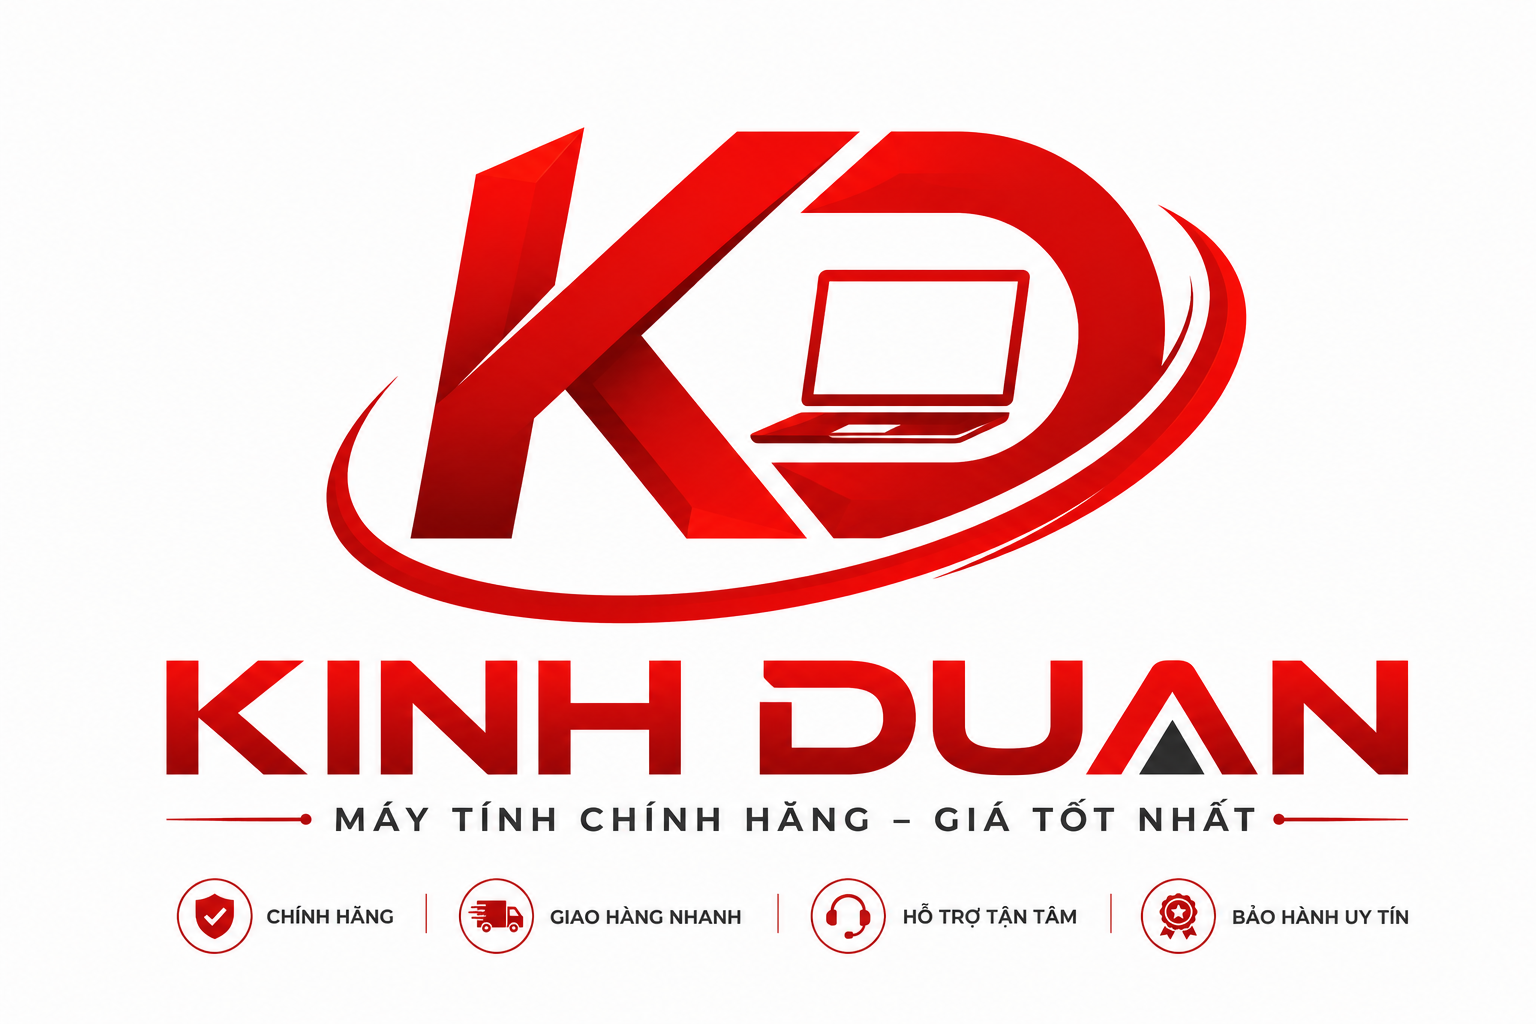 KD
KINH DUAN
MÁY TÍNH CHÍNH HÃNG – GIÁ TỐT NHẤT
CHÍNH HÃNG
GIAO HÀNG NHANH
HỖ TRỢ TẬN TÂM
BẢO HÀNH UY TÍN